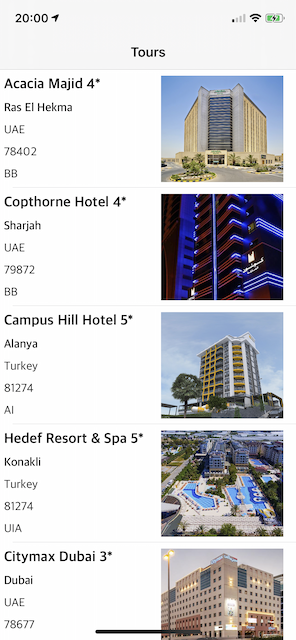 20:00
Tours
Acacia Majid 4*
Ras El Hekma
UAE
78402
BB
Copthorne Hotel 4*
Sharjah
UAE
79872
BB
Campus Hill Hotel 5*
Alanya
Turkey
81274
AI
Hedef Resort & Spa 5*
Konakli
Turkey
81274
UIA
Citymax Dubai 3*
Dubai
UAE
78677